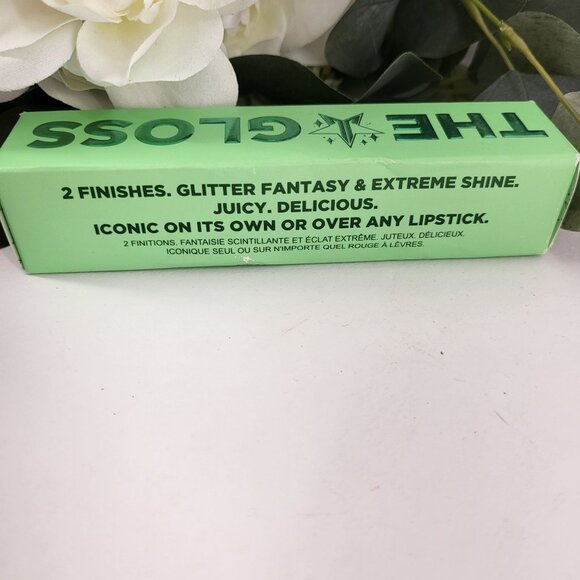 THE GLOSS
2 FINISHES. GLITTER FANTASY & EXTREME SHINE.
JUICY. DELICIOUS.
ICONIC ON ITS OWN OR OVER ANY LIPSTICK.
2 FINITIONS. FANTAISIE SCINTILLANTE ET ÉCLAT EXTRÊME. JUTEUX. DÉLICIEUX.
ICONIQUE SEUL OU SUR N'IMPORTE QUEL ROUGE À LÈVRES.